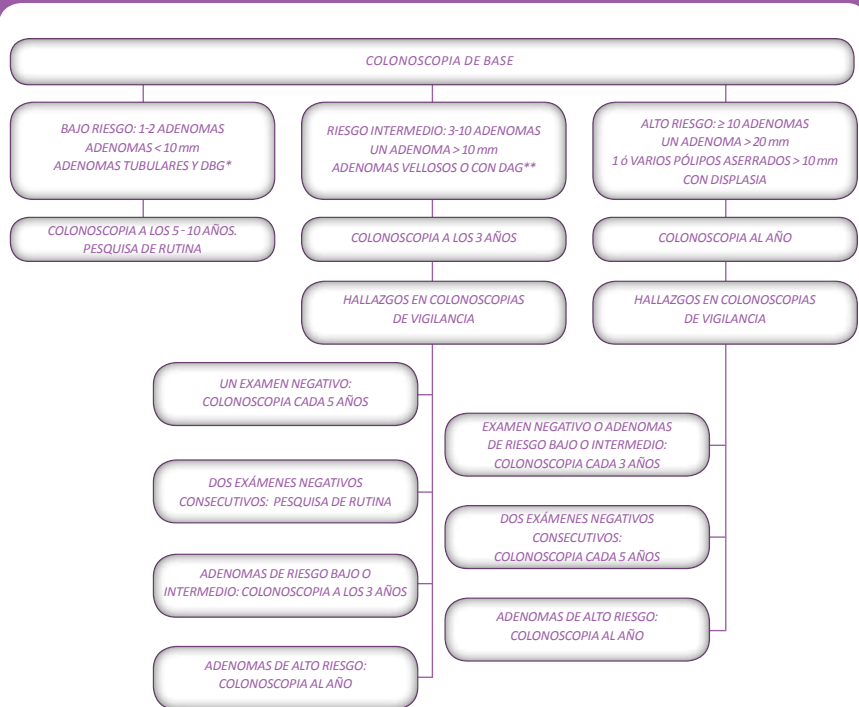 COLONOSCOPIA DE BASE
BAJO RIESGO: 1-2 ADENOMAS
ADENOMAS < 10 mm
ADENOMAS TUBULARES Y DBG*
RIESGO INTERMEDIO: 3-10 ADENOMAS
UN ADENOMA > 10 mm
ADENOMAS VELLOSOS O CON DAG**
ALTO RIESGO: ≥ 10 ADENOMAS
UN ADENOMA > 20 mm
1 ó VARIOS PÓLIPOS ASERRADOS > 10 mm
CON DISPLASIA
COLONOSCOPIA A LOS 5 - 10 AÑOS.
PESQUISA DE RUTINA
COLONOSCOPIA A LOS 3 AÑOS
COLONOSCOPIA AL AÑO
HALLAZGOS EN COLONOSCOPIAS
DE VIGILANCIA
HALLAZGOS EN COLONOSCOPIAS
DE VIGILANCIA
UN EXAMEN NEGATIVO:
COLONOSCOPIA CADA 5 AÑOS
DOS EXÁMENES NEGATIVOS
CONSECUTIVOS: PESQUISA DE RUTINA
ADENOMAS DE RIESGO BAJO O
INTERMEDIO: COLONOSCOPIA A LOS 3 AÑOS
ADENOMAS DE ALTO RIESGO:
COLONOSCOPIA AL AÑO
EXAMEN NEGATIVO O ADENOMAS
DE RIESGO BAJO O INTERMEDIO:
COLONOSCOPIA CADA 3 AÑOS
DOS EXÁMENES NEGATIVOS
CONSECUTIVOS:
COLONOSCOPIA CADA 5 AÑOS
ADENOMAS DE ALTO RIESGO:
COLONOSCOPIA AL AÑO